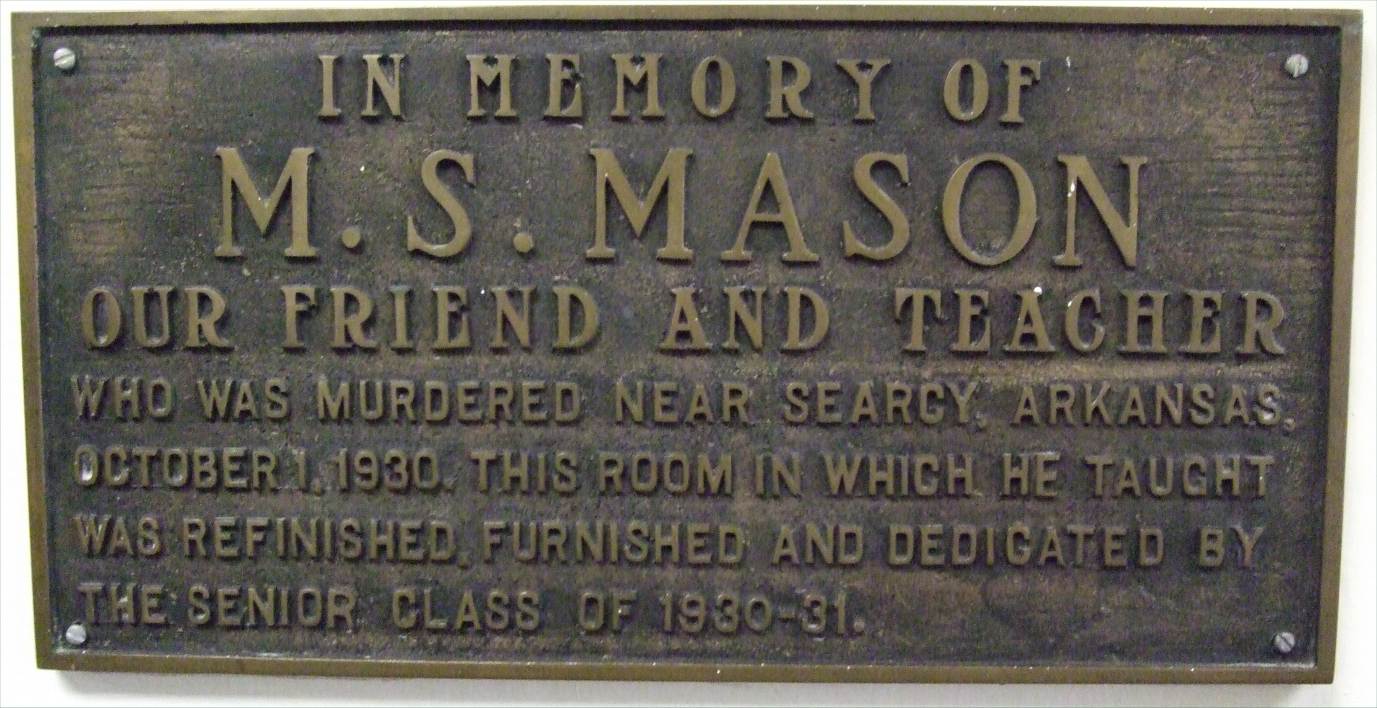 IN MEMORY OF
M. S. MASON
OUR FRIEND AND TEACHER
WHO WAS MURDERED NEAR SEARCY, ARKANSAS,
OCTOBER 1, 1930. THIS ROOM IN WHICH HE TAUGHT
WAS REFINISHED, FURNISHED AND DEDICATED BY
THE SENIOR CLASS OF 1930-31.